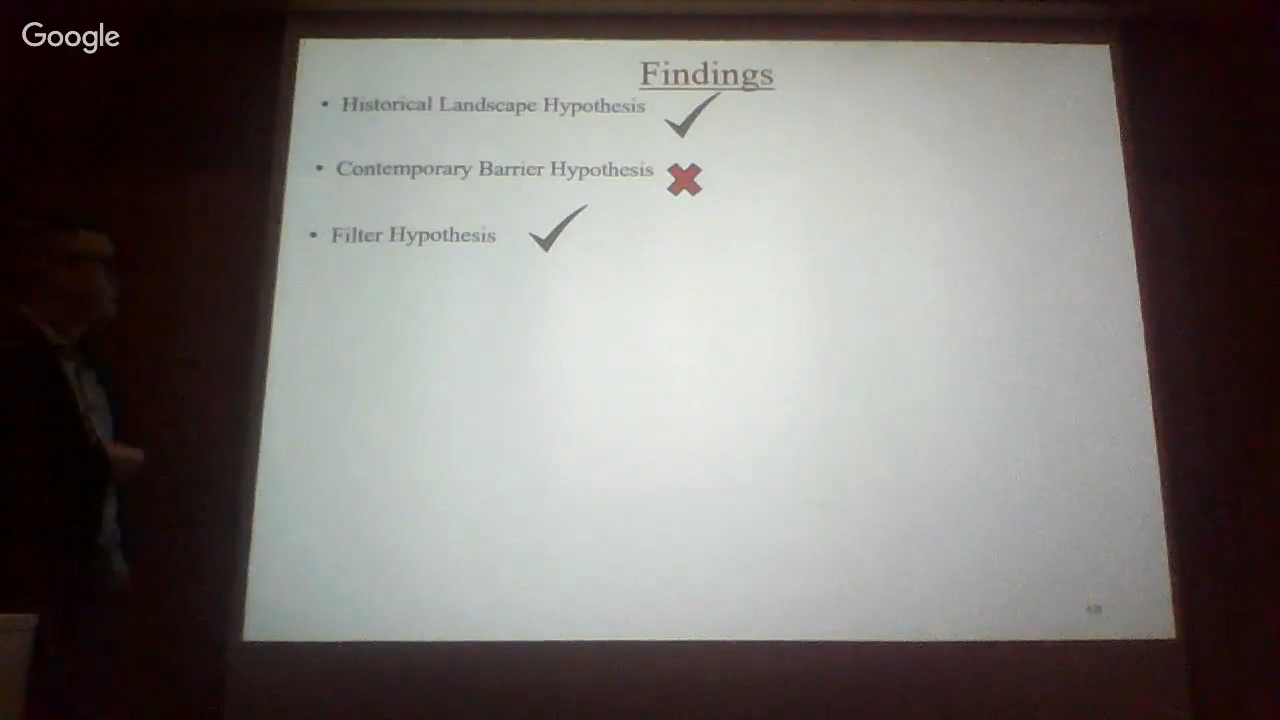 Google
Findings
• Historical Landscape Hypothesis
• Contemporary Barrier Hypothesis
• Filter Hypothesis